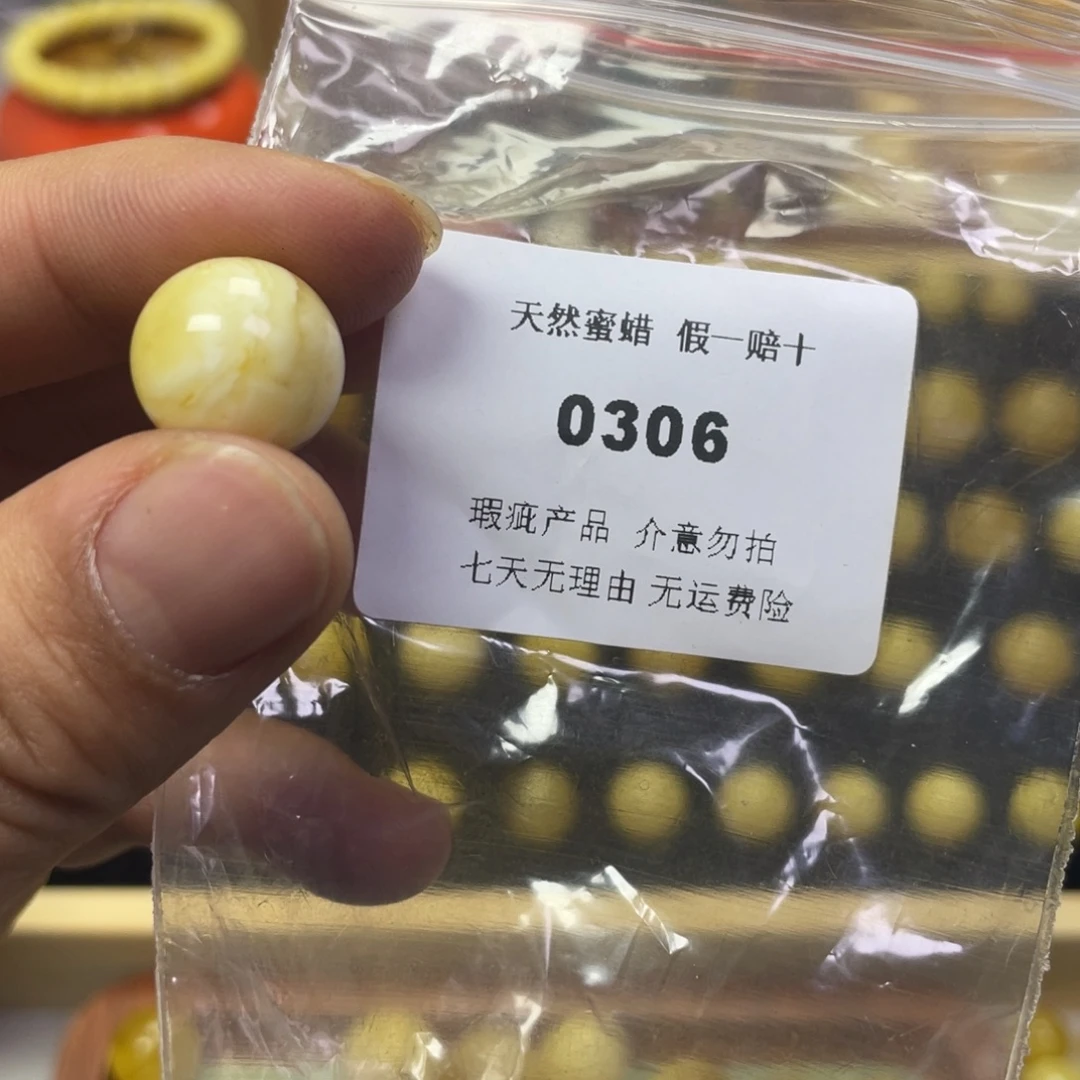 天然蜜蜡 假一赔十
0306
瑕疵产品 介意勿拍
七天无理由 无运费险